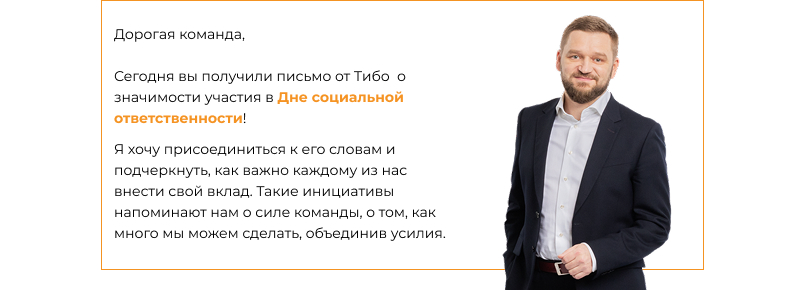 Дорогая команда,
Сегодня вы получили письмо от Тибо  о
значимости участия в Дне социальной
ответственности!
Я хочу присоединиться к его словам и
подчеркнуть, как важно каждому из нас
внести свой вклад. Такие инициативы
напоминают нам о силе команды, о том, как
много мы можем сделать, объединив усилия.